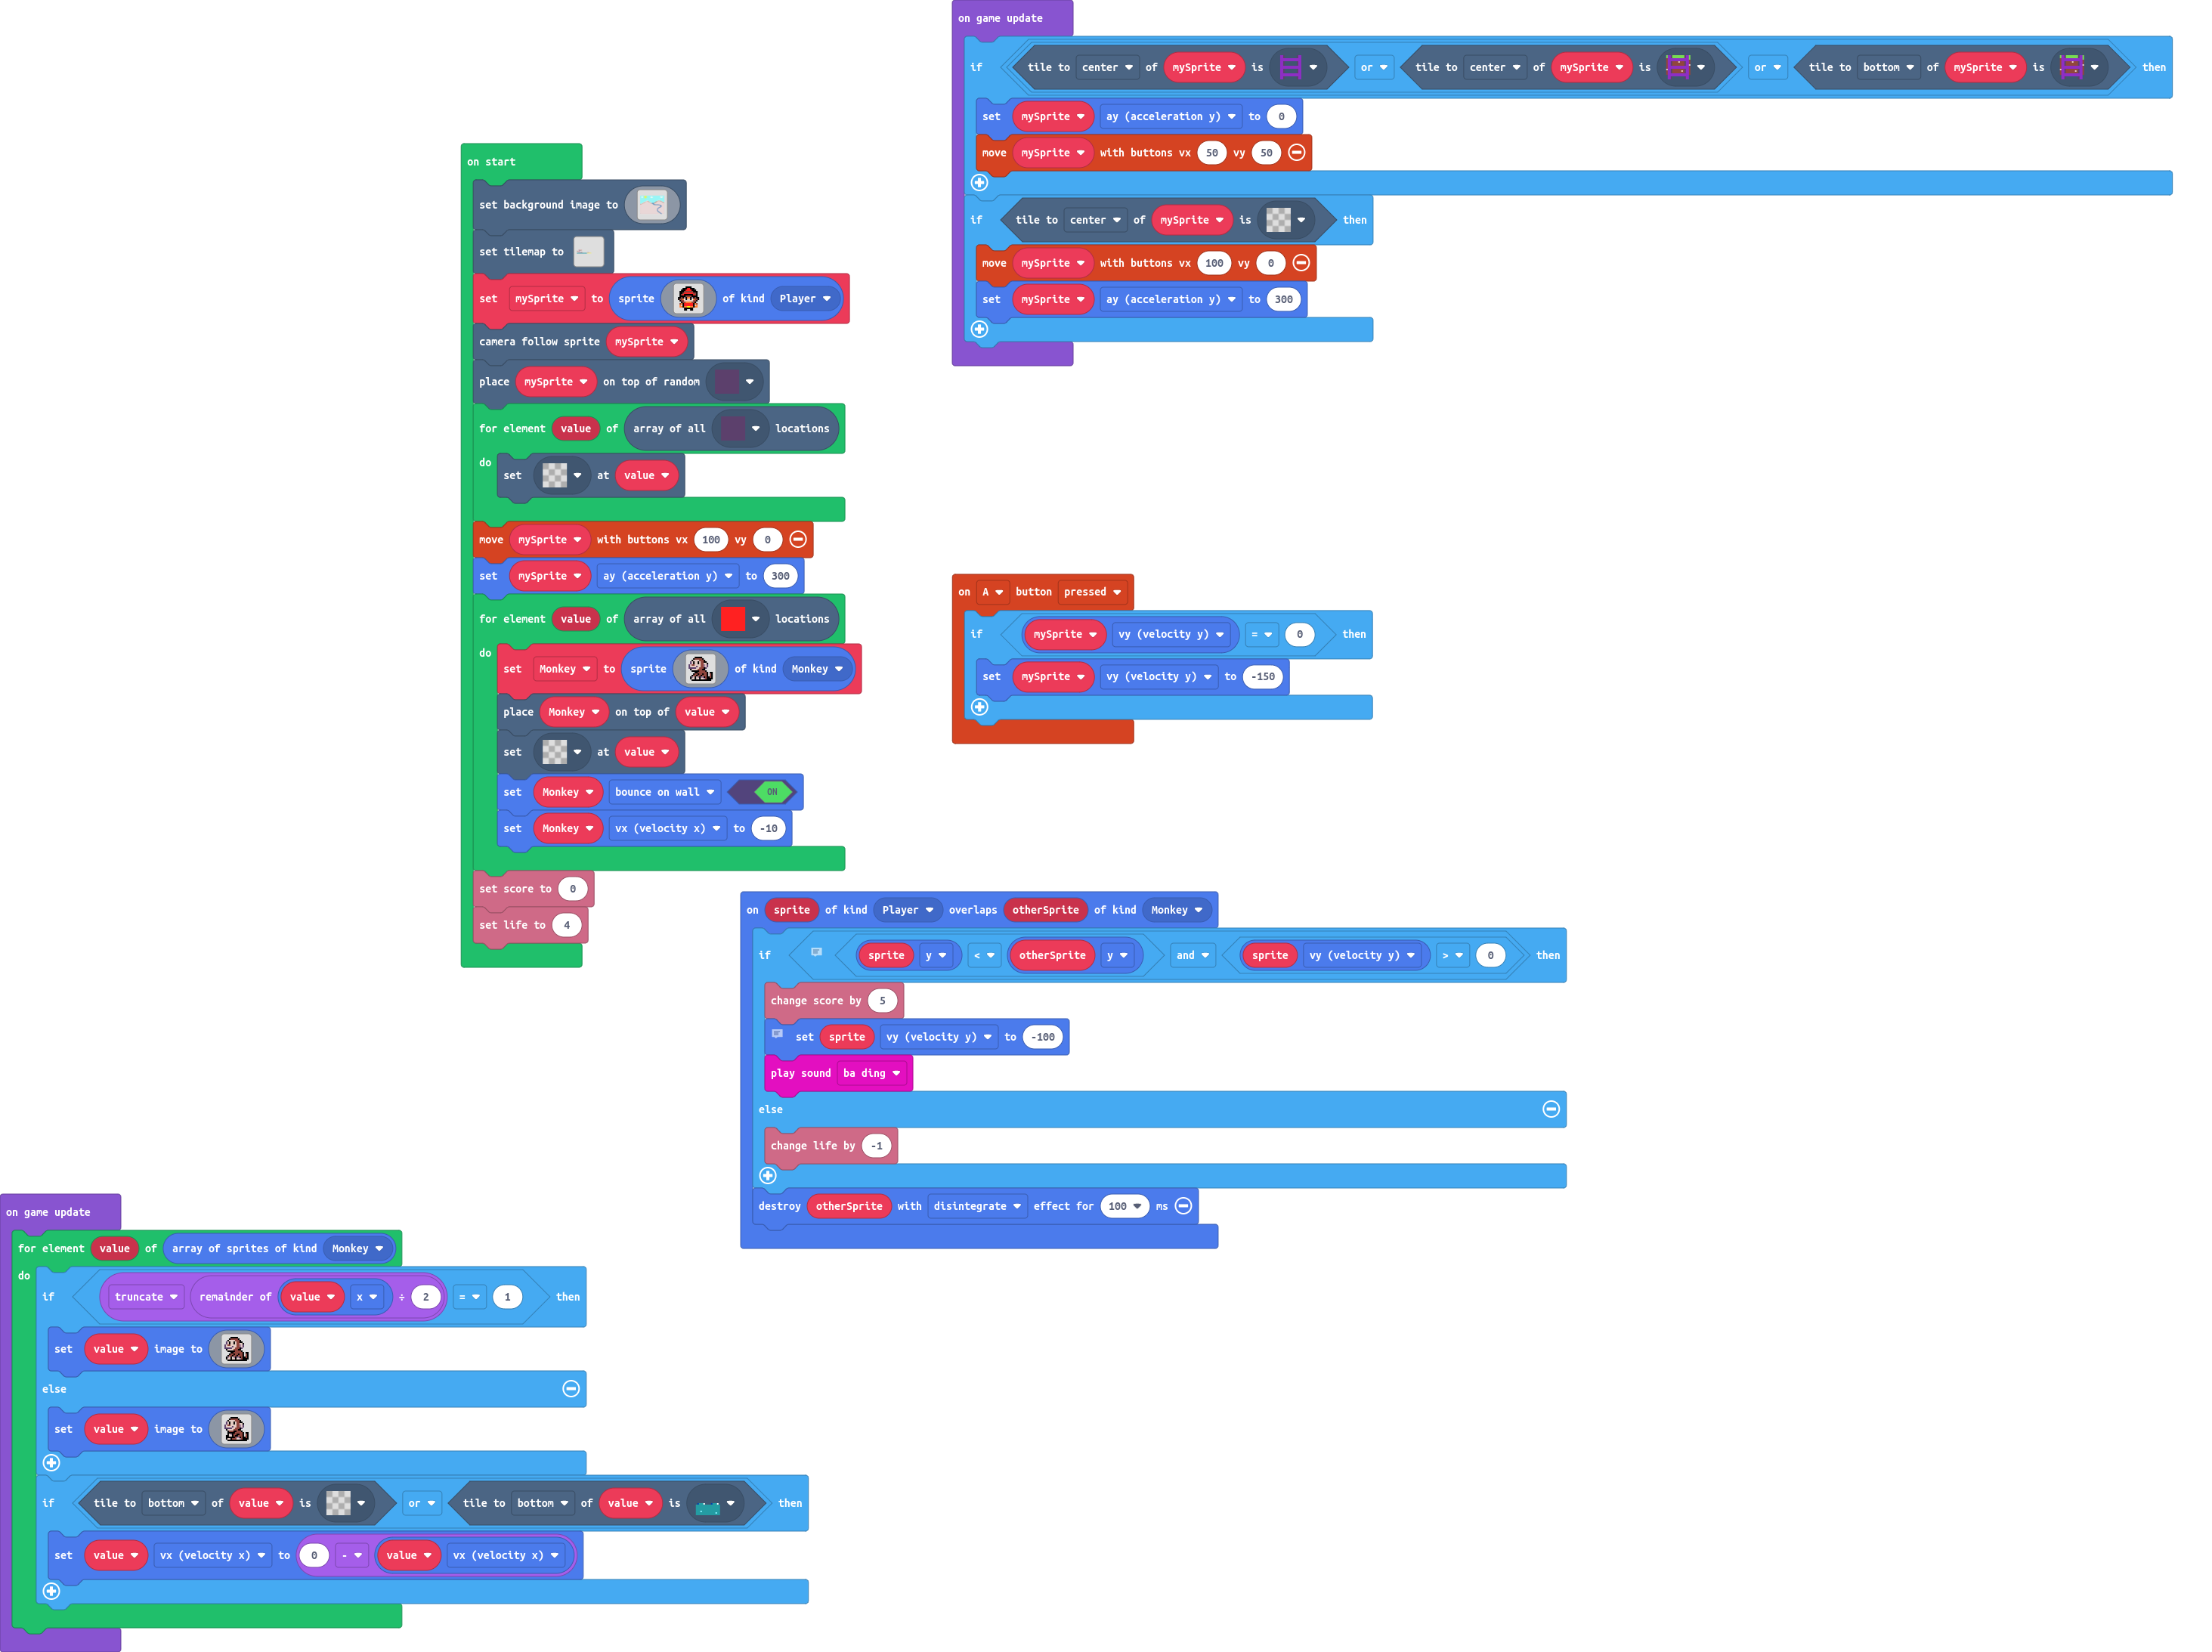 on game update
if tile to center of mySprite is or tile to center of mySprite is or tile to bottom of mySprite is then
set mySprite ay (acceleration y) to 0
move mySprite with buttons vx 50 vy 50
if tile to center of mySprite is then
move mySprite with buttons vx 100 vy 0
set mySprite ay (acceleration y) to 300
on start
set background image to
set tilemap to
set mySprite to sprite of kind Player
camera follow sprite mySprite
place mySprite on top of random
for element value of array of all locations
do set at value
move mySprite with buttons vx 100 vy 0
set mySprite ay (acceleration y) to 300
for element value of array of all locations
do set Monkey to sprite of kind Monkey
place Monkey on top of value
set at value
set Monkey bounce on wall ON
set Monkey vx (velocity x) to -10
set score to 0
set life to 4
on A button pressed
if mySprite vy (velocity y) = 0 then
set mySprite vy (velocity y) to -150
on sprite of kind Player overlaps otherSprite of kind Monkey
if sprite y < otherSprite y and sprite vy (velocity y) > 0 then
change score by 5
set sprite vy (velocity y) to -100
play sound ba ding
else
change life by -1
destroy otherSprite with disintegrate effect for 100 ms
on game update
for element value of array of sprites of kind Monkey
do
if truncate remainder of value x ÷ 2 = 1 then
set value image to
else
set value image to
if tile to bottom of value is or tile to bottom of value is then
set value vx (velocity x) to 0 - value vx (velocity x)